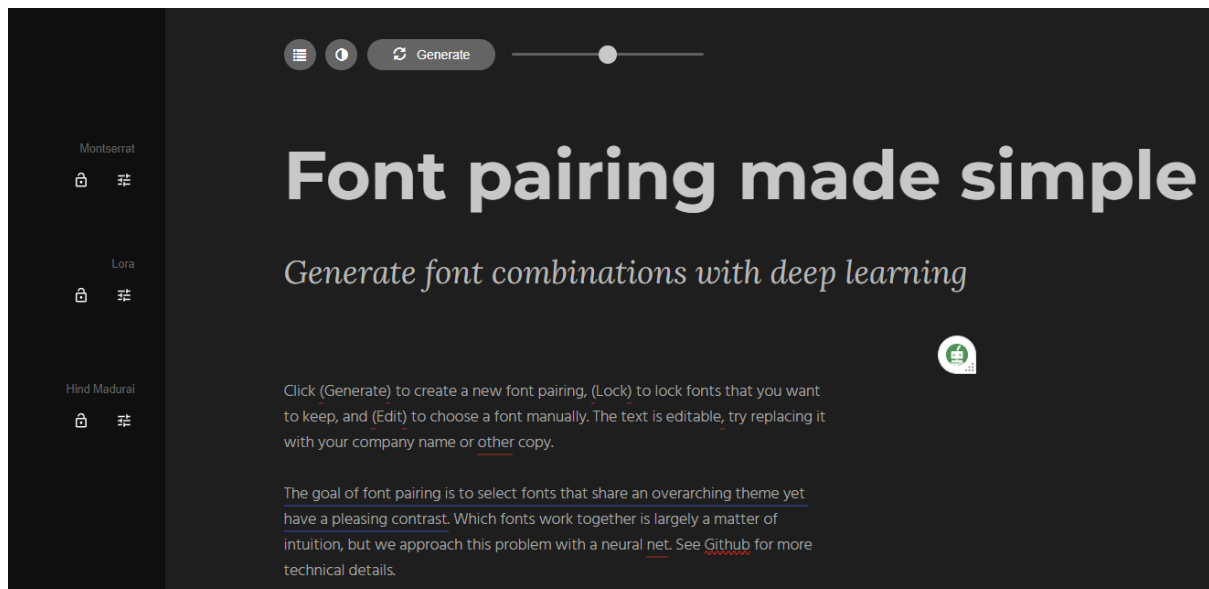 Generate
Montserrat
Font pairing made simple
Lora
Generate font combinations with deep learning
Hind Madurai
Click (Generate) to create a new font pairing, (Lock) to lock fonts that you want
to keep, and (Edit) to choose a font manually. The text is editable, try replacing it
with your company name or other copy.
The goal of font pairing is to select fonts that share an overarching theme yet
have a pleasing contrast. Which fonts work together is largely a matter of
intuition, but we approach this problem with a neural net. See Github for more
technical details.